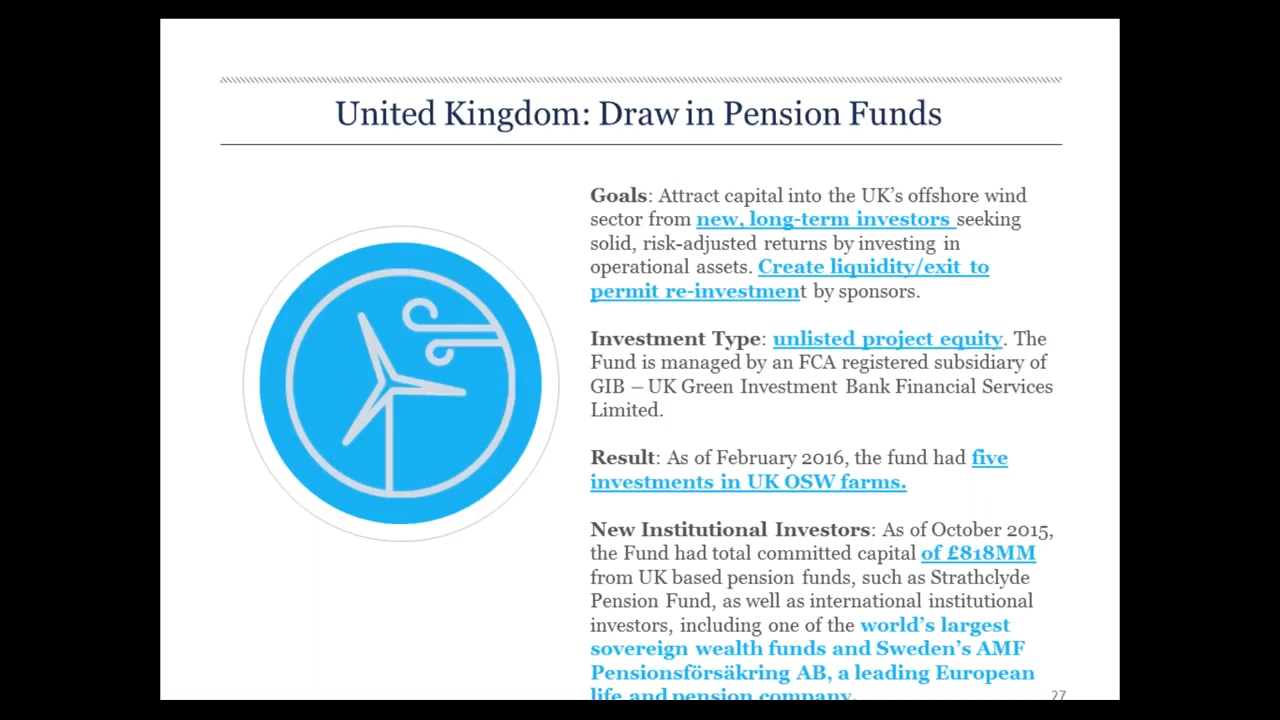 United Kingdom: Draw in Pension Funds
Goals: Attract capital into the UK’s offshore wind
sector from new, long-term investors seeking
solid, risk-adjusted returns by investing in
operational assets. Create liquidity/exit to
permit re-investment by sponsors.
Investment Type: unlisted project equity. The
Fund is managed by an FCA registered subsidiary of
GIB – UK Green Investment Bank Financial Services
Limited.
Result: As of February 2016, the fund had five
investments in UK OSW farms.
New Institutional Investors: As of October 2015,
the Fund had total committed capital of £818MM
from UK based pension funds, such as Strathclyde
Pension Fund, as well as international institutional
investors, including one of the world’s largest
sovereign wealth funds and Sweden’s AMF
Pensionsförsäkring AB, a leading European
life and pension company.
27